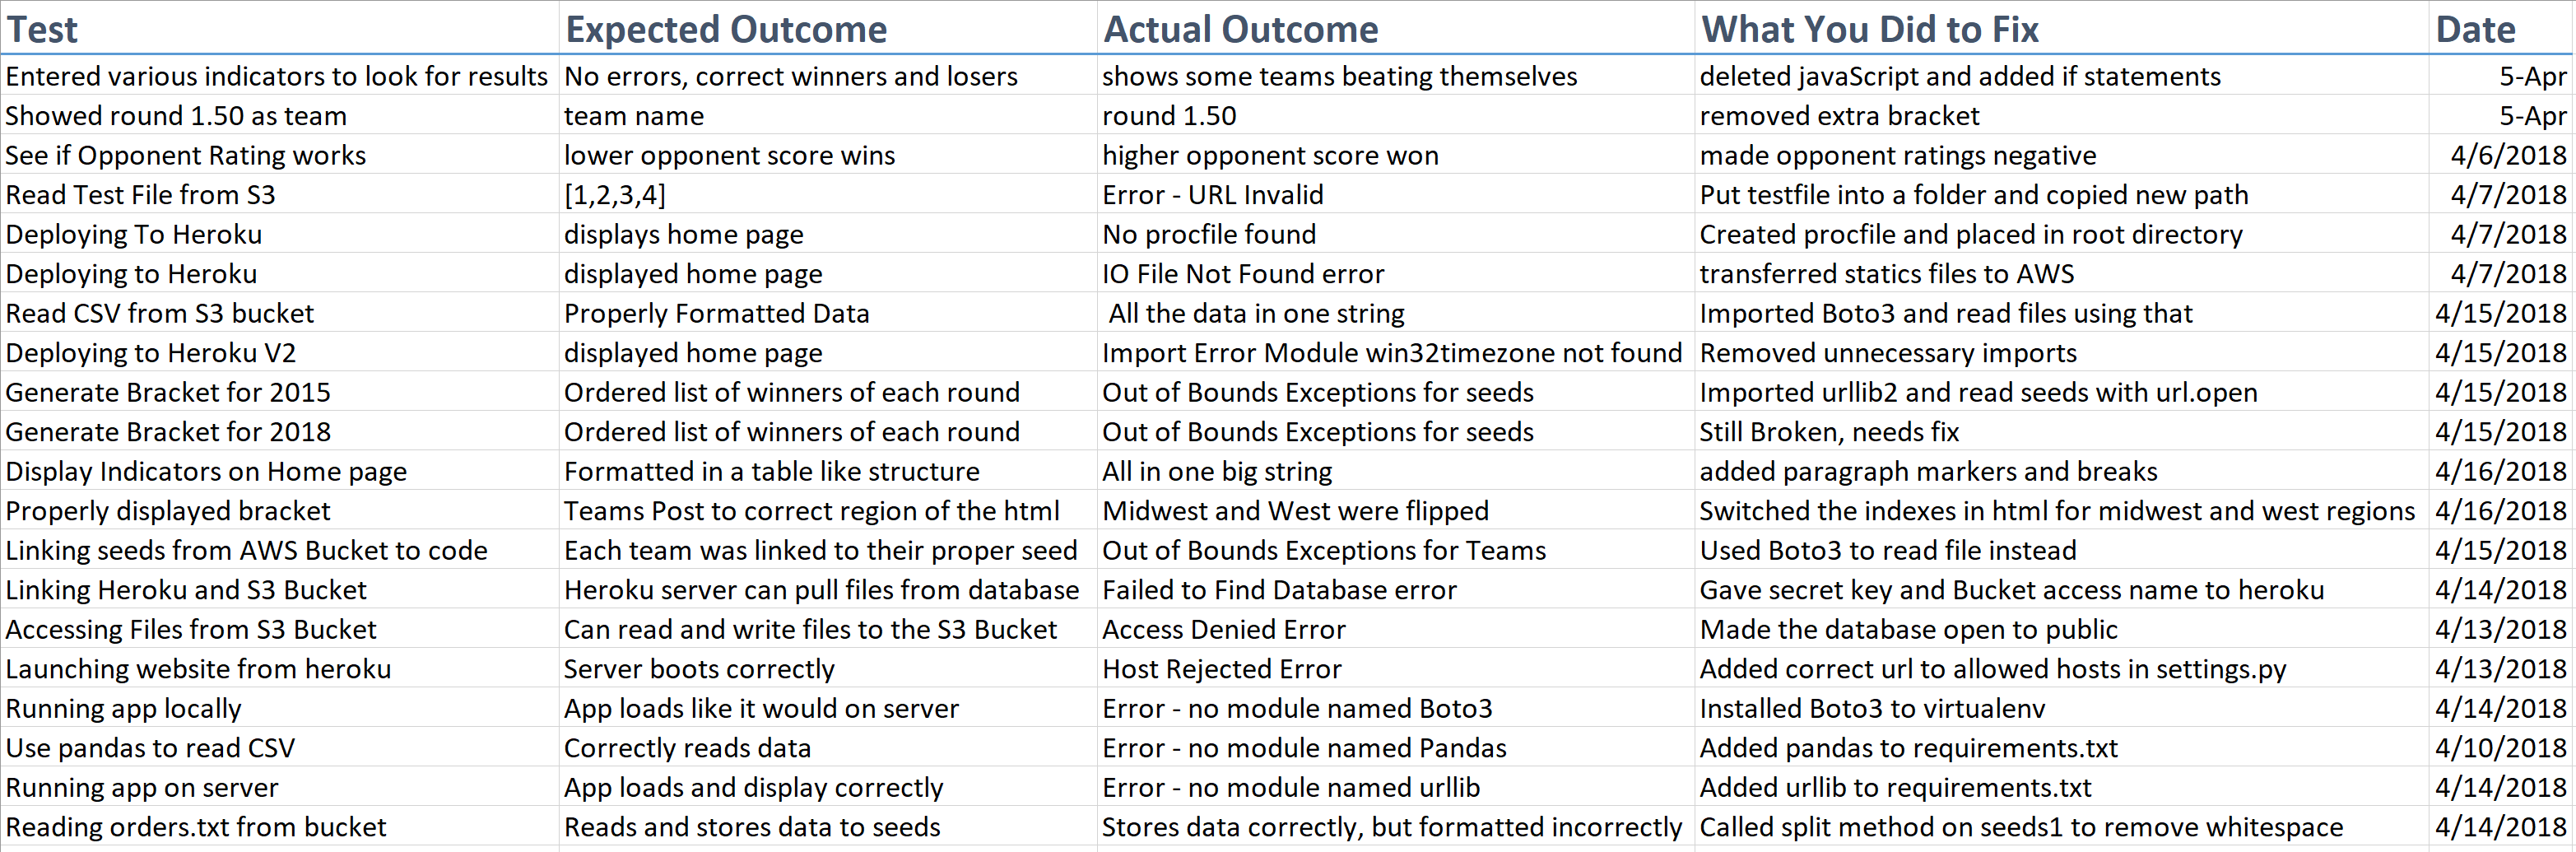 Test Expected Outcome Actual Outcome What You Did to Fix Date
Entered various indicators to look for results No errors, correct winners and losers shows some teams beating themselves deleted javaScript and added if statements 5-Apr
Showed round 1.50 as team team name round 1.50 removed extra bracket 5-Apr
See if Opponent Rating works lower opponent score wins higher opponent score won made opponent ratings negative 4/6/2018
Read Test File from S3 [1,2,3,4] Error - URL Invalid Put testfile into a folder and copied new path 4/7/2018
Deploying To Heroku displays home page No procfile found Created procfile and placed in root directory 4/7/2018
Deploying to Heroku displayed home page IO File Not Found error transferred statics files to AWS 4/7/2018
Read CSV from S3 bucket Properly Formatted Data All the data in one string Imported Boto3 and read files using that 4/15/2018
Deploying to Heroku V2 displayed home page Import Error Module win32timezone not found Removed unnecessary imports 4/15/2018
Generate Bracket for 2015 Ordered list of winners of each round Out of Bounds Exceptions for seeds Imported urllib2 and read seeds with url.open 4/15/2018
Generate Bracket for 2018 Ordered list of winners of each round Out of Bounds Exceptions for seeds Still Broken, needs fix 4/15/2018
Display Indicators on Home page Formatted in a table like structure All in one big string added paragraph markers and breaks 4/16/2018
Properly displayed bracket Teams Post to correct region of the html Midwest and West were flipped Switched the indexes in html for midwest and west regions 4/16/2018
Linking seeds from AWS Bucket to code Each team was linked to their proper seed Out of Bounds Exceptions for Teams Used Boto3 to read file instead 4/15/2018
Linking Heroku and S3 Bucket Heroku server can pull files from database Failed to Find Database error Gave secret key and Bucket access name to heroku 4/14/2018
Accessing Files from S3 Bucket Can read and write files to the S3 Bucket Access Denied Error Made the database open to public 4/13/2018
Launching website from heroku Server boots correctly Host Rejected Error Added correct url to allowed hosts in settings.py 4/13/2018
Running app locally App loads like it would on server Error - no module named Boto3 Installed Boto3 to virtualenv 4/14/2018
Use pandas to read CSV Correctly reads data Error - no module named Pandas Added pandas to requirements.txt 4/10/2018
Running app on server App loads and display correctly Error - no module named urllib Added urllib to requirements.txt 4/14/2018
Reading orders.txt from bucket Reads and stores data to seeds Stores data correctly, but formatted incorrectly Called split method on seeds1 to remove whitespace 4/14/2018